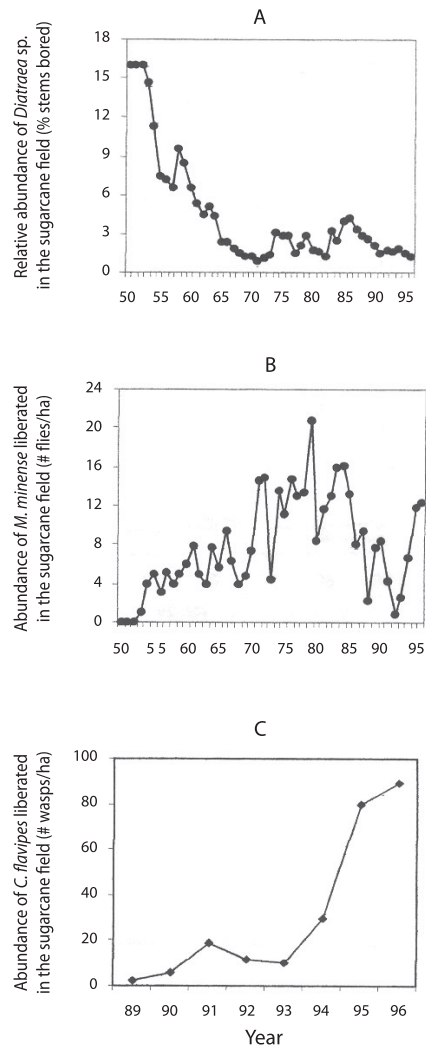 A
Relative abundance of Diatraea sp.
in the sugarcane field (% stems bored)
18
15
12
9
6
3
0
50 55 60 65 70 75 80 85 90 95
B
Abundance of M. minense liberated
in the sugarcane field (# flies/ha)
24
20
16
12
8
4
0
50 5 5 60 65 70 75 80 85 90 95
C
Abundance of C. flavipes liberated
in the sugarcane field (# wasps/ha)
100
80
60
40
20
0
89 90 91 92 93 94 95 96
Year